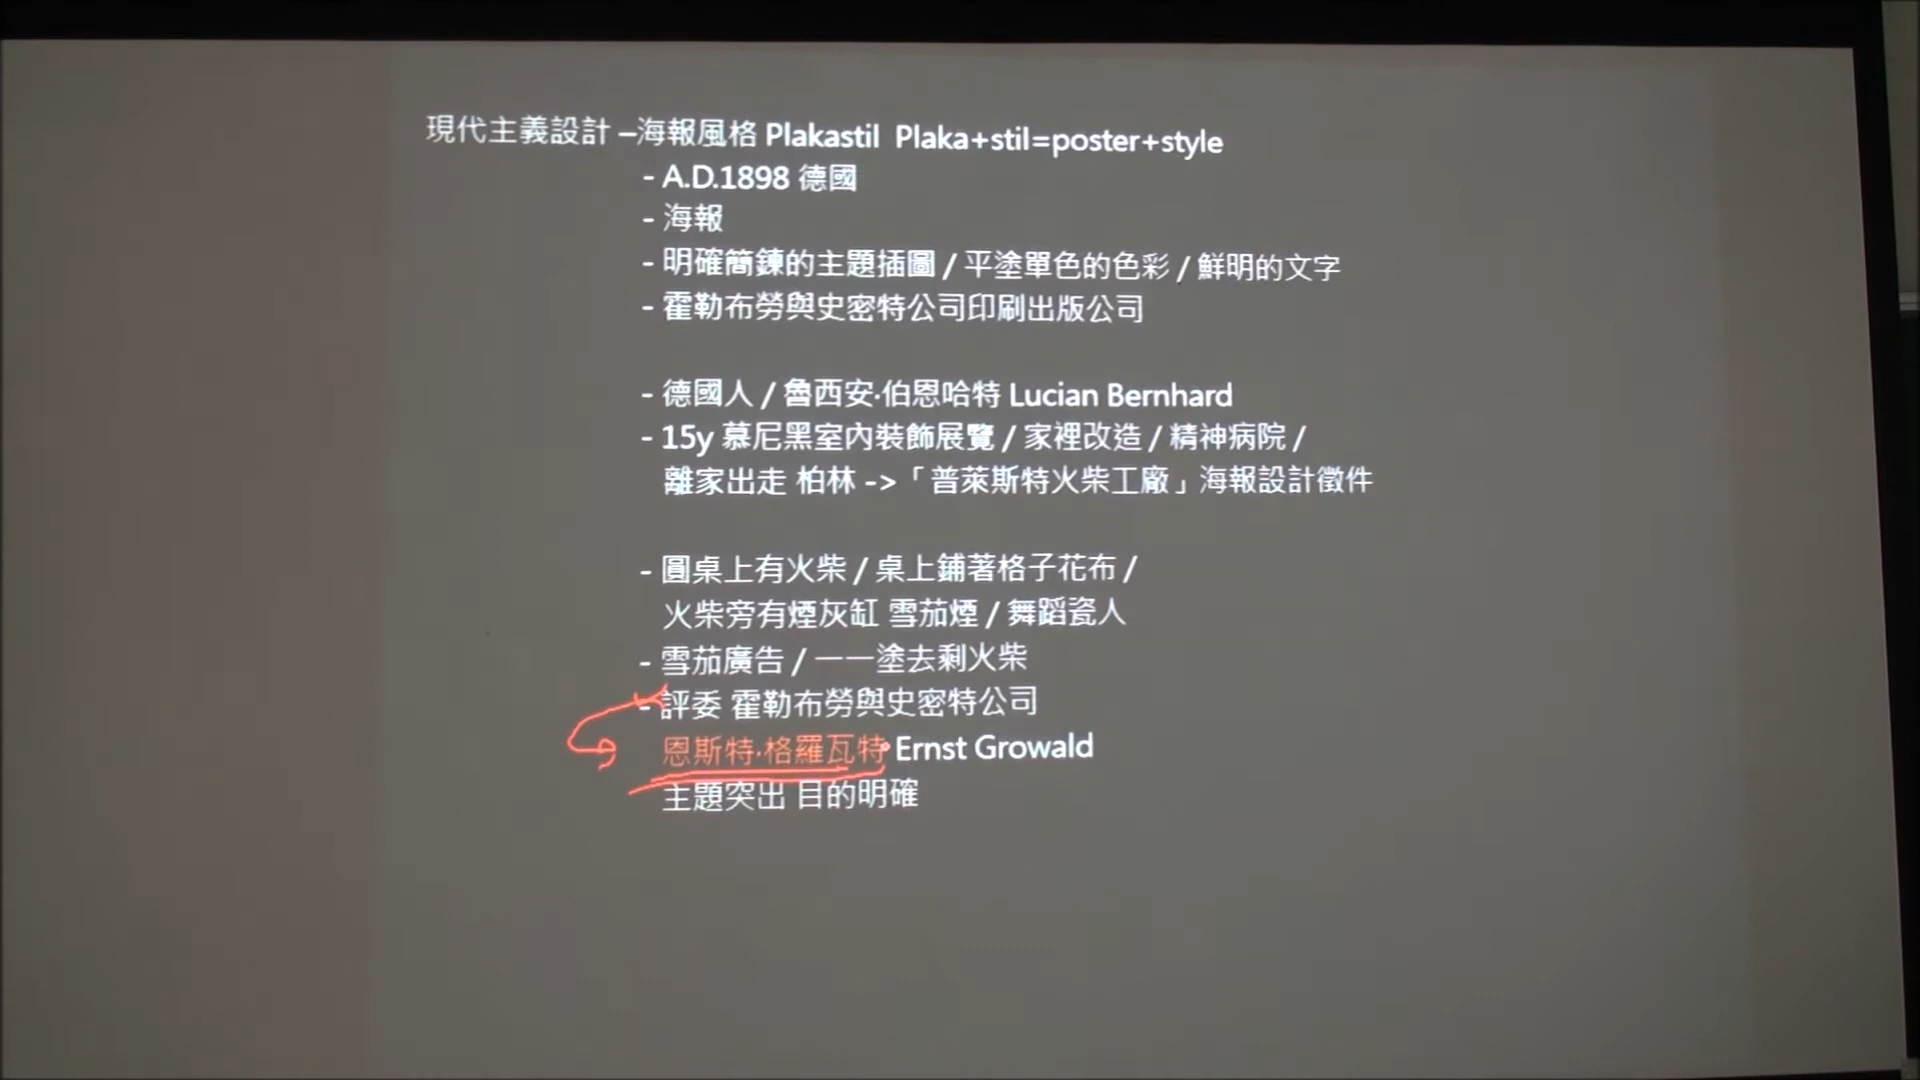 現代主義設計 –海報風格 Plakastil Plaka+stil=poster+style
- A.D.1898 德國
- 海報
- 明確簡鍊的主題插圖 / 平塗單色的色彩 / 鮮明的文字
- 霍勒布勞與史密特公司印刷出版公司
- 德國人 / 魯西安·伯恩哈特 Lucian Bernhard
- 15y 慕尼黑室內裝飾展覽 / 家裡改造 / 精神病院 /
離家出走 柏林 ->「普萊斯特火柴工廠」海報設計徵件
- 圓桌上有火柴 / 桌上鋪著格子花布 /
火柴旁有煙灰缸 雪茄煙 / 舞蹈瓷人
- 雪茄廣告 / 一一塗去剩火柴
- 評委 霍勒布勞與史密特公司
恩斯特·格羅瓦特 Ernst Growald
主題突出 目的明確